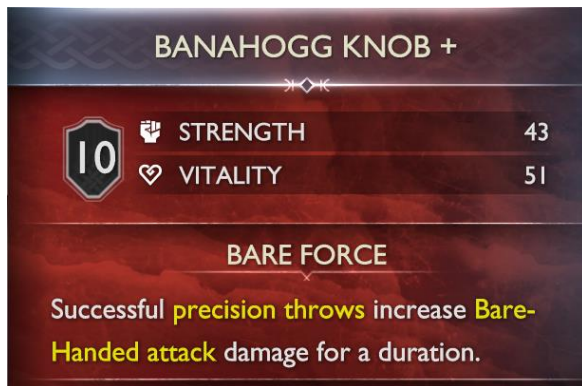 BANAHOGG KNOB +
10
STRENGTH 43
VITALITY 51
BARE FORCE
Successful precision throws increase Bare-
Handed attack damage for a duration.